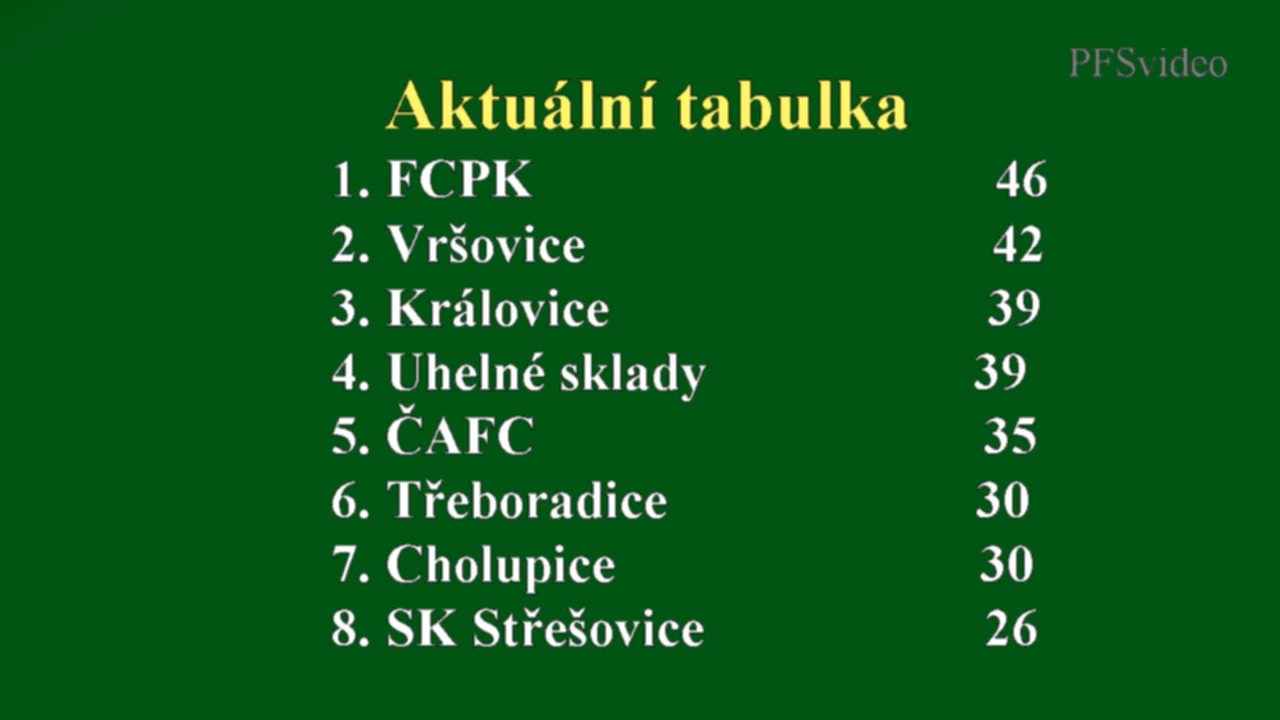 PFSvideo
Aktuální tabulka
1. FCPK 46
2. Vršovice 42
3. Královice 39
4. Uhelné sklady 39
5. ČAFC 35
6. Třeboradice 30
7. Cholupice 30
8. SK Střešovice 26